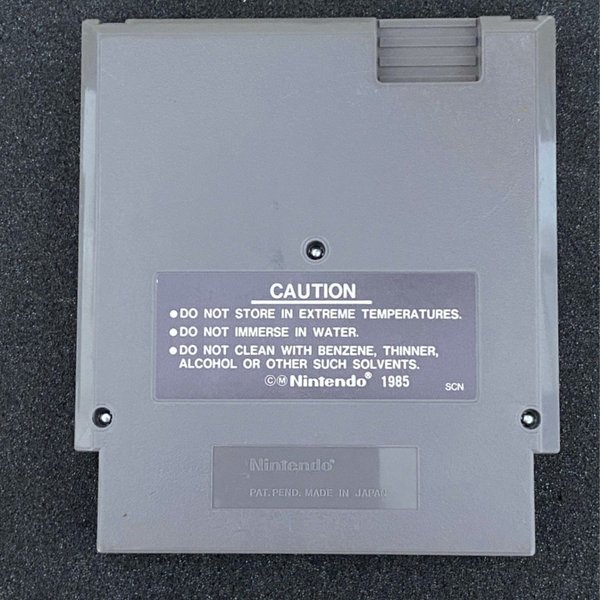 CAUTION
●DO NOT STORE IN EXTREME TEMPERATURES.
●DO NOT IMMERSE IN WATER.
●DO NOT CLEAN WITH BENZENE, THINNER,
ALCOHOL OR OTHER SUCH SOLVENTS.
©Ⓜ Nintendo® 1985
SCN
Nintendo®
PAT. PEND. MADE IN JAPAN